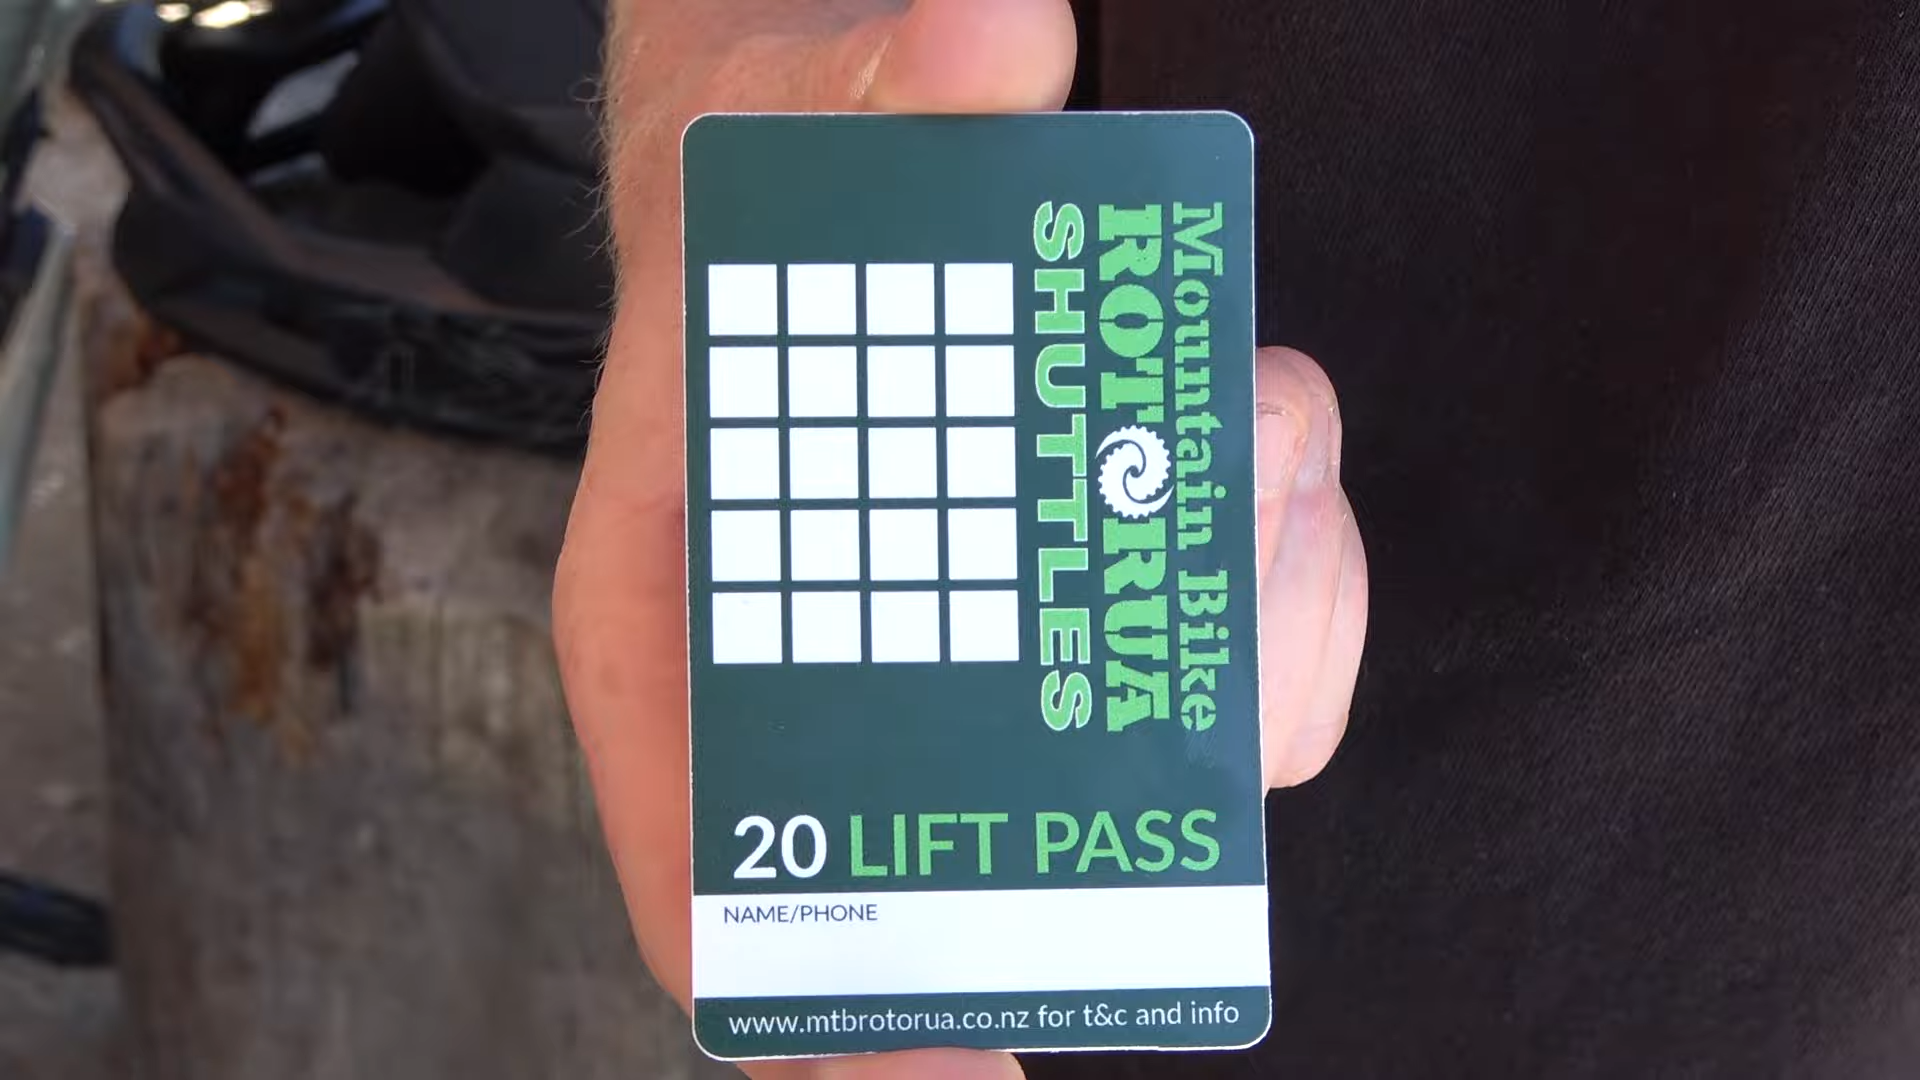 Mountain Bike
ROTORUA
SHUTTLES
20 LIFT PASS
NAME/PHONE
www.mtbrotorua.co.nz for t&c and info